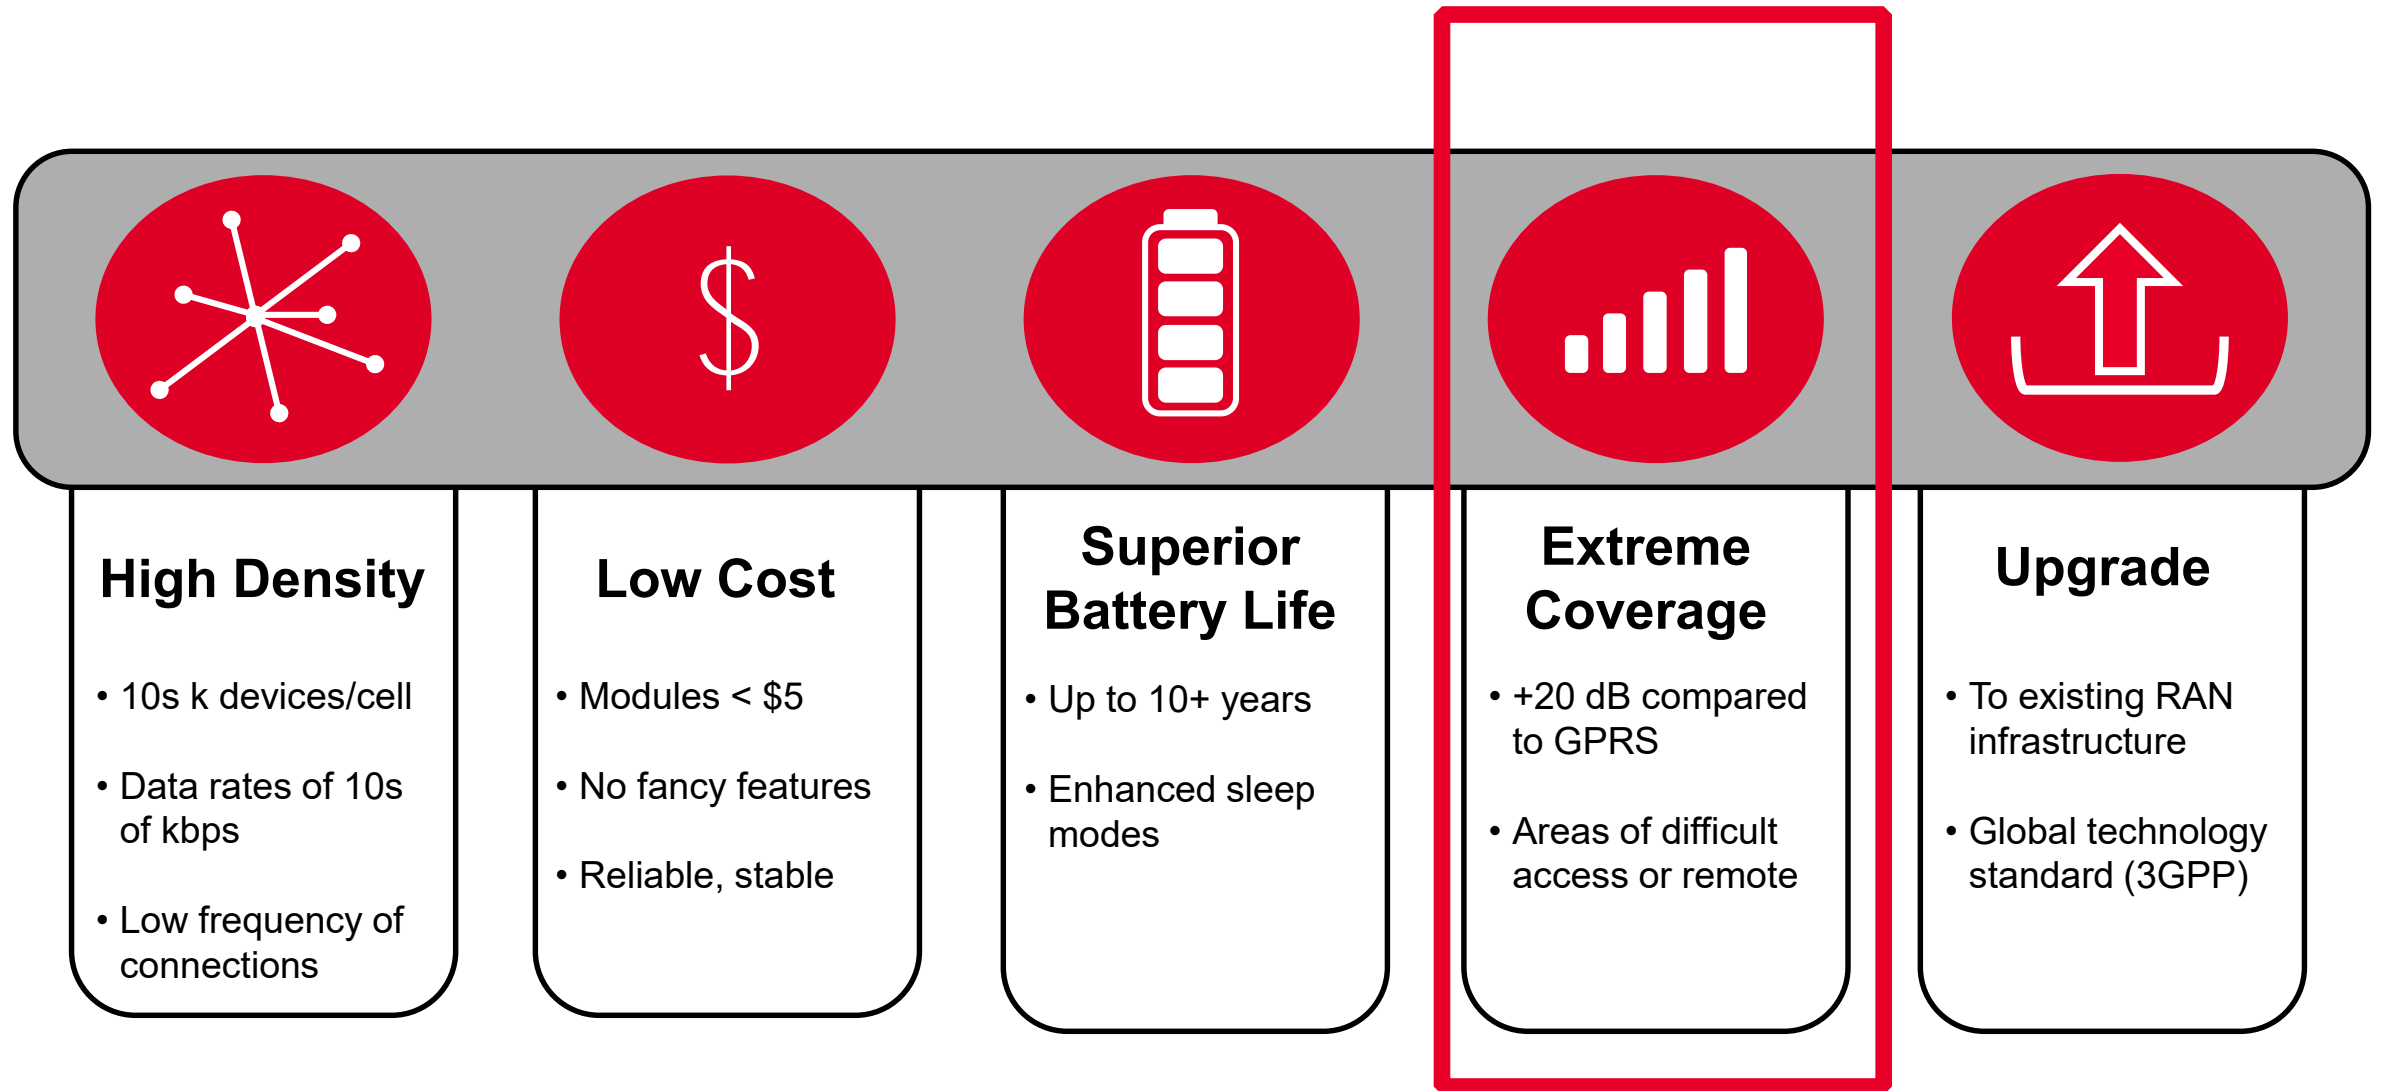 High Density
• 10s k devices/cell
• Data rates of 10s
of kbps
• Low frequency of
connections
$
Low Cost
• Modules < $5
• No fancy features
• Reliable, stable
Superior
Battery Life
• Up to 10+ years
• Enhanced sleep
modes
Extreme
Coverage
• +20 dB compared
to GPRS
• Areas of difficult
access or remote
Upgrade
• To existing RAN
infrastructure
• Global technology
standard (3GPP)